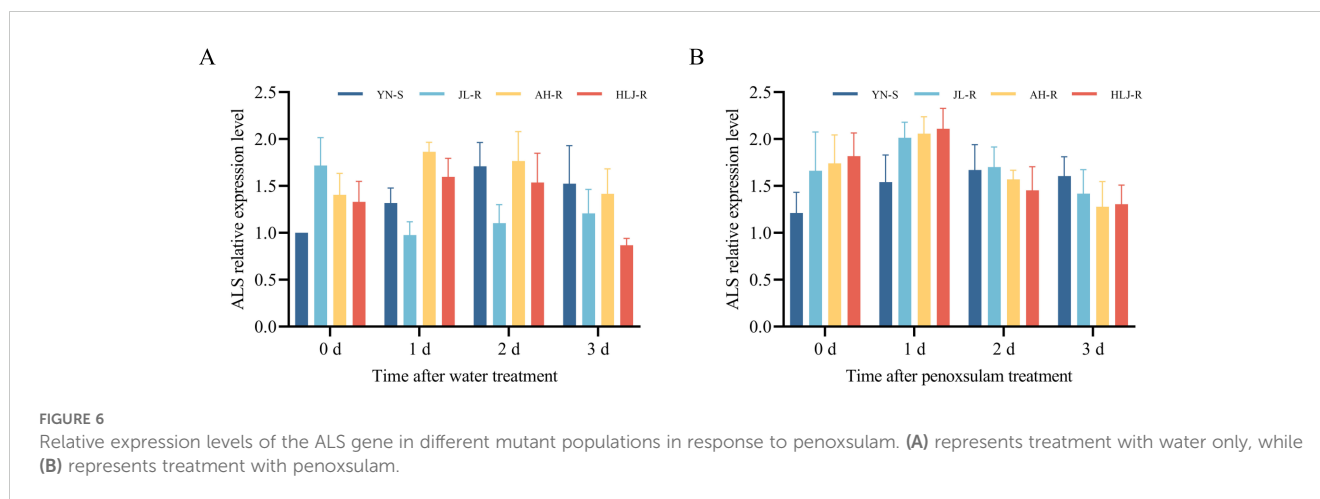 A
B
YN-S JL-R AH-R HLJ-R
YN-S JL-R AH-R HLJ-R
ALS relative expression level
2.5
2.0
1.5
1.0
0.5
0.0
0 d 1 d 2 d 3 d
Time after water treatment
ALS relative expression level
2.5
2.0
1.5
1.0
0.5
0.0
0 d 1 d 2 d 3 d
Time after penoxsulam treatment
FIGURE 6
Relative expression levels of the ALS gene in different mutant populations in response to penoxsulam. (A) represents treatment with water only, while
(B) represents treatment with penoxsulam.